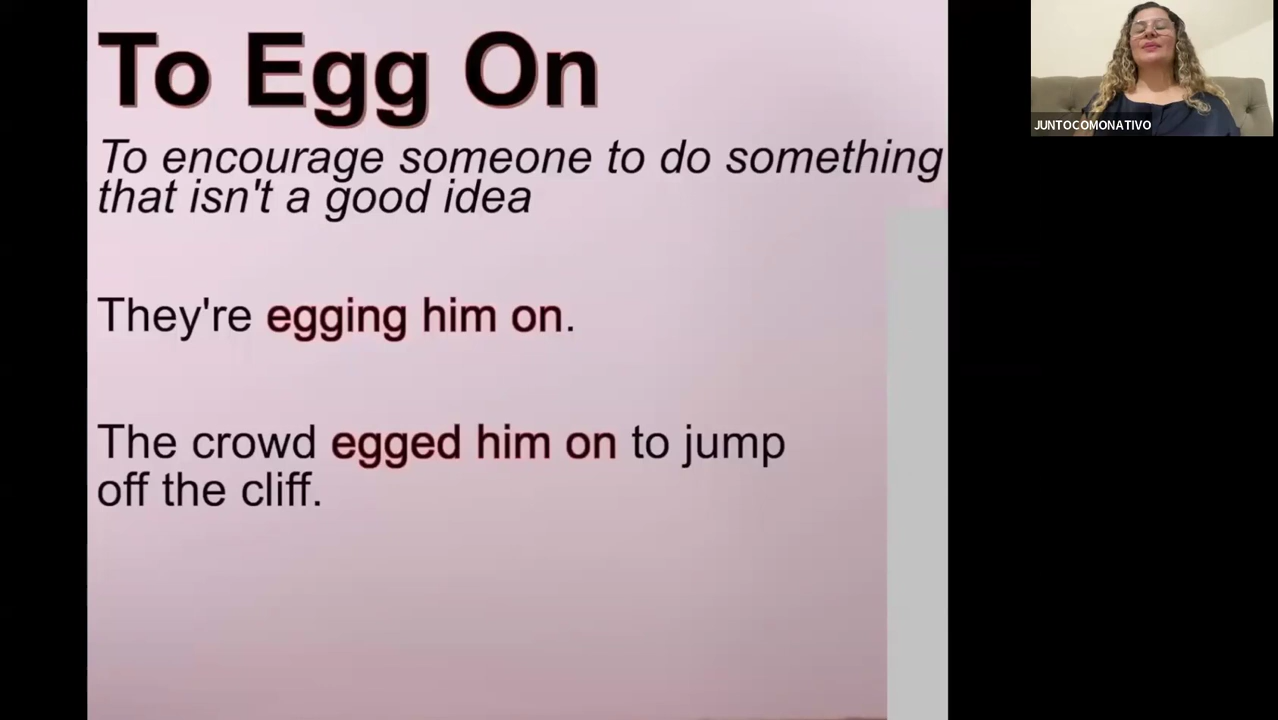 To Egg On
To encourage someone to do something
that isn't a good idea
They're egging him on.
The crowd egged him on to jump
off the cliff.
JUNTOCOMONATIVO